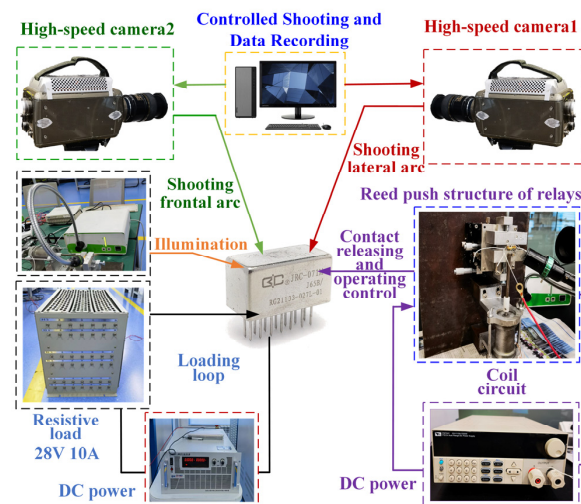 High-speed camera2
Controlled Shooting and
Data Recording
High-speed camera1
Shooting
frontal arc
Shooting
lateral arc
Reed push structure of relays
Illumination
Contact
releasing
and
operating
control
Loading
loop
Resistive
load
28V 10A
DC power
Coil
circuit
DC power